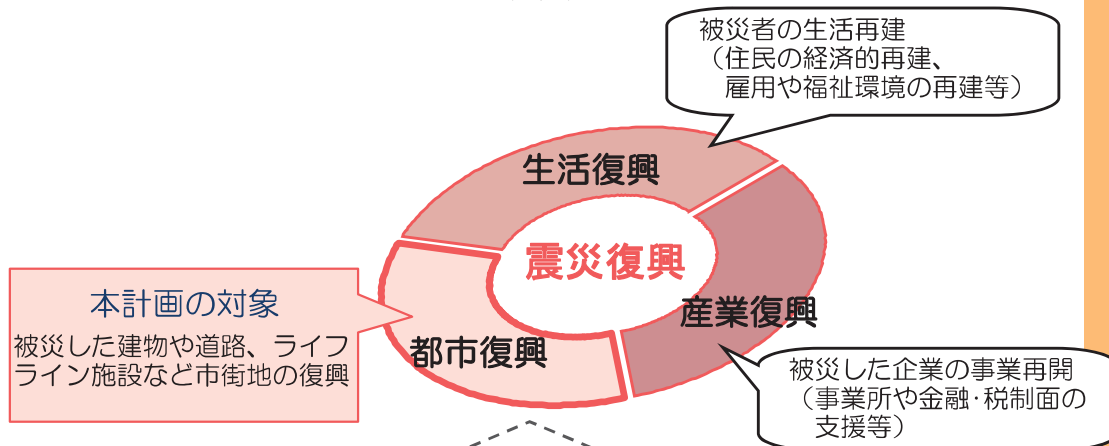 被災者の生活再建
（住民の経済的再建、
雇用や福祉環境の再建等）
生活復興
震災復興
本計画の対象
被災した建物や道路、ライフ
ライン施設など市街地の復興
都市復興
産業復興
被災した企業の事業再開
（事業所や金融・税制面の
支援等）